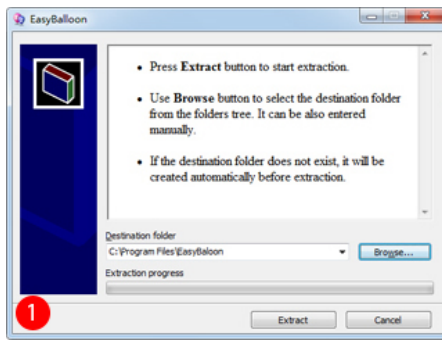 EasyBalloon
• Press Extract button to start extraction.
• Use Browse button to select the destination folder
from the folders tree. It can be also entered
manually.
• If the destination folder does not exist, it will be
created automatically before extraction.
Destination folder
C:\Program Files\EasyBaloon
Browse...
Extraction progress
1
Extract
Cancel